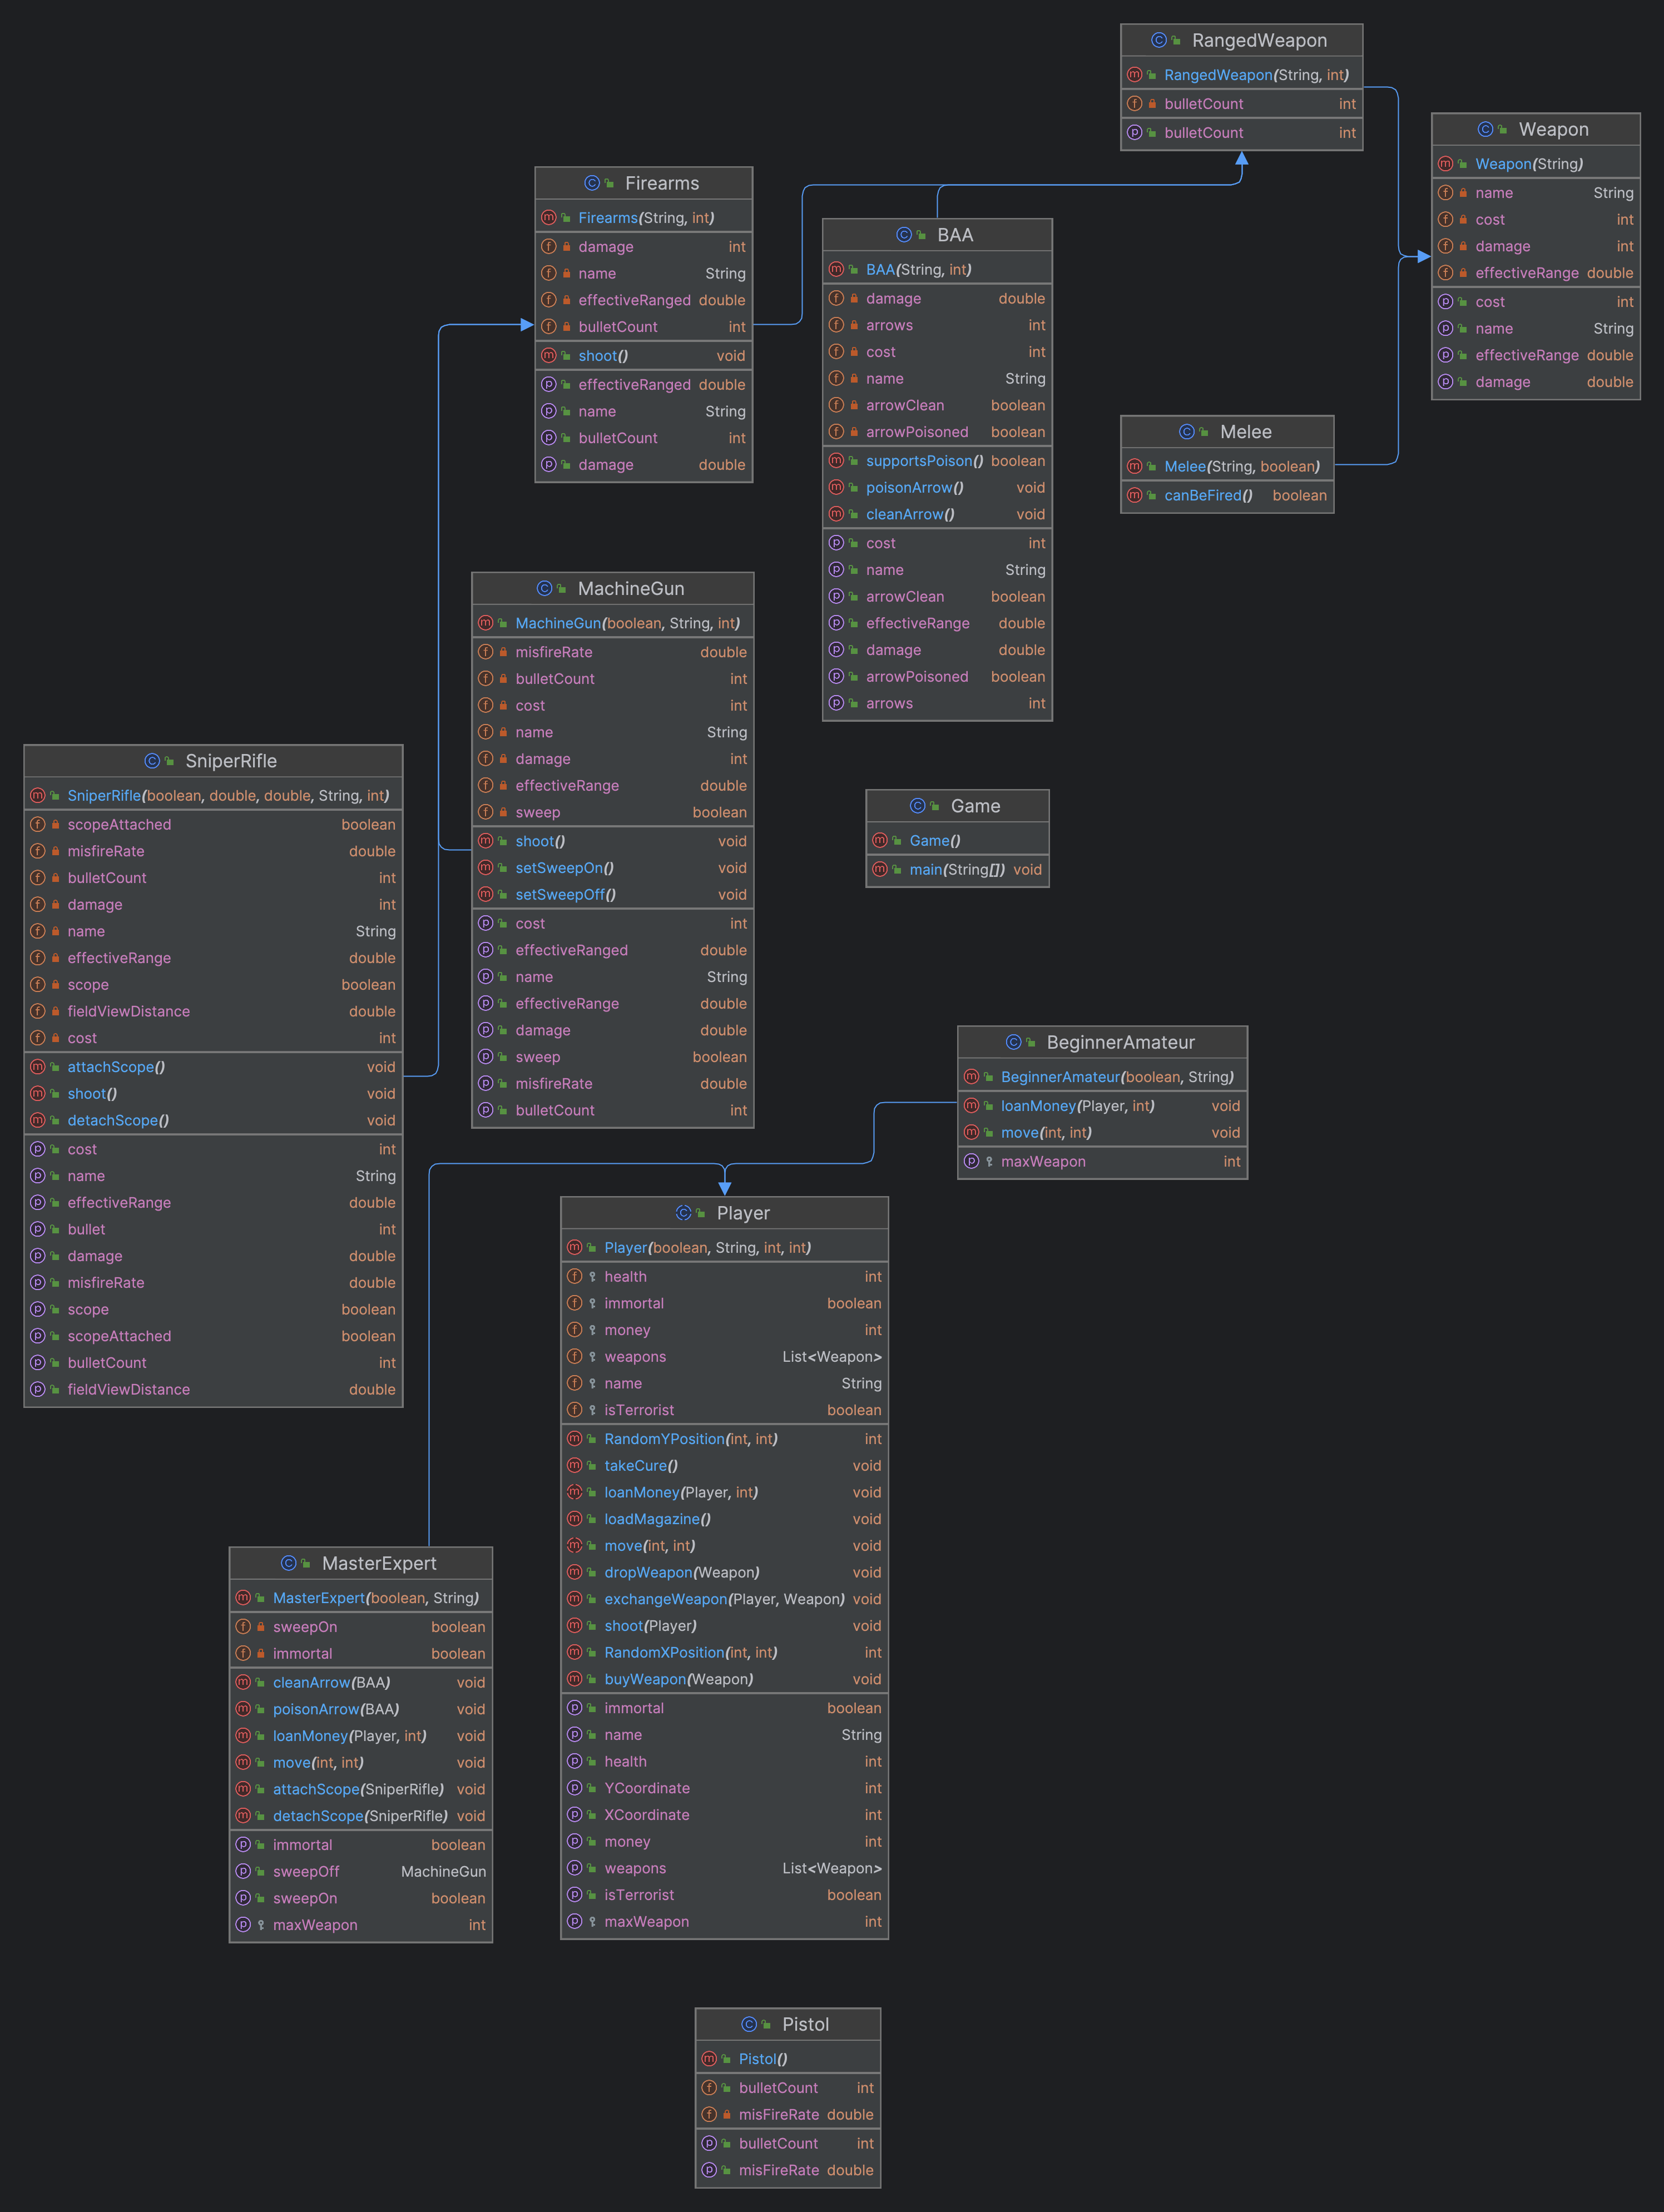 RangedWeapon
RangedWeapon(String, int)
bulletCount int
bulletCount int
Weapon
Weapon(String)
name String
cost int
damage int
effectiveRange double
cost int
name String
effectiveRange double
damage double
Firearms
Firearms(String, int)
damage int
name String
effectiveRanged double
bulletCount int
shoot() void
effectiveRanged double
name String
bulletCount int
damage double
BAA
BAA(String, int)
damage double
arrows int
cost int
name String
arrowClean boolean
arrowPoisoned boolean
supportsPoison() boolean
poisonArrow() void
cleanArrow() void
cost int
name String
arrowClean boolean
effectiveRange double
damage double
arrowPoisoned boolean
arrows int
Melee
Melee(String, boolean)
canBeFired() boolean
MachineGun
MachineGun(boolean, String, int)
misfireRate double
bulletCount int
cost int
name String
damage int
effectiveRange double
sweep boolean
shoot() void
setSweepOn() void
setSweepOff() void
cost int
effectiveRanged double
name String
effectiveRange double
damage double
sweep boolean
misfireRate double
bulletCount int
SniperRifle
SniperRifle(boolean, double, double, String, int)
scopeAttached boolean
misfireRate double
bulletCount int
damage int
name String
effectiveRange double
scope boolean
fieldViewDistance double
cost int
attachScope() void
shoot() void
detachScope() void
cost int
name String
effectiveRange double
bullet int
damage double
misfireRate double
scope boolean
scopeAttached boolean
bulletCount int
fieldViewDistance double
Game
Game()
main(String[]) void
BeginnerAmateur
BeginnerAmateur(boolean, String)
loanMoney(Player, int) void
move(int, int) void
maxWeapon int
Player
Player(boolean, String, int, int)
health int
immortal boolean
money int
weapons List<Weapon>
name String
isTerrorist boolean
RandomYPosition(int, int) int
takeCure() void
loanMoney(Player, int) void
loadMagazine() void
move(int, int) void
dropWeapon(Weapon) void
exchangeWeapon(Player, Weapon) void
shoot(Player) void
RandomXPosition(int, int) int
buyWeapon(Weapon) void
immortal boolean
name String
health int
YCoordinate int
XCoordinate int
money int
weapons List<Weapon>
isTerrorist boolean
maxWeapon int
MasterExpert
MasterExpert(boolean, String)
sweepOn boolean
immortal boolean
cleanArrow(BAA) void
poisonArrow(BAA) void
loanMoney(Player, int) void
move(int, int) void
attachScope(SniperRifle) void
detachScope(SniperRifle) void
immortal boolean
sweepOff MachineGun
sweepOn boolean
maxWeapon int
Pistol
Pistol()
bulletCount int
misFireRate double
bulletCount int
misFireRate double